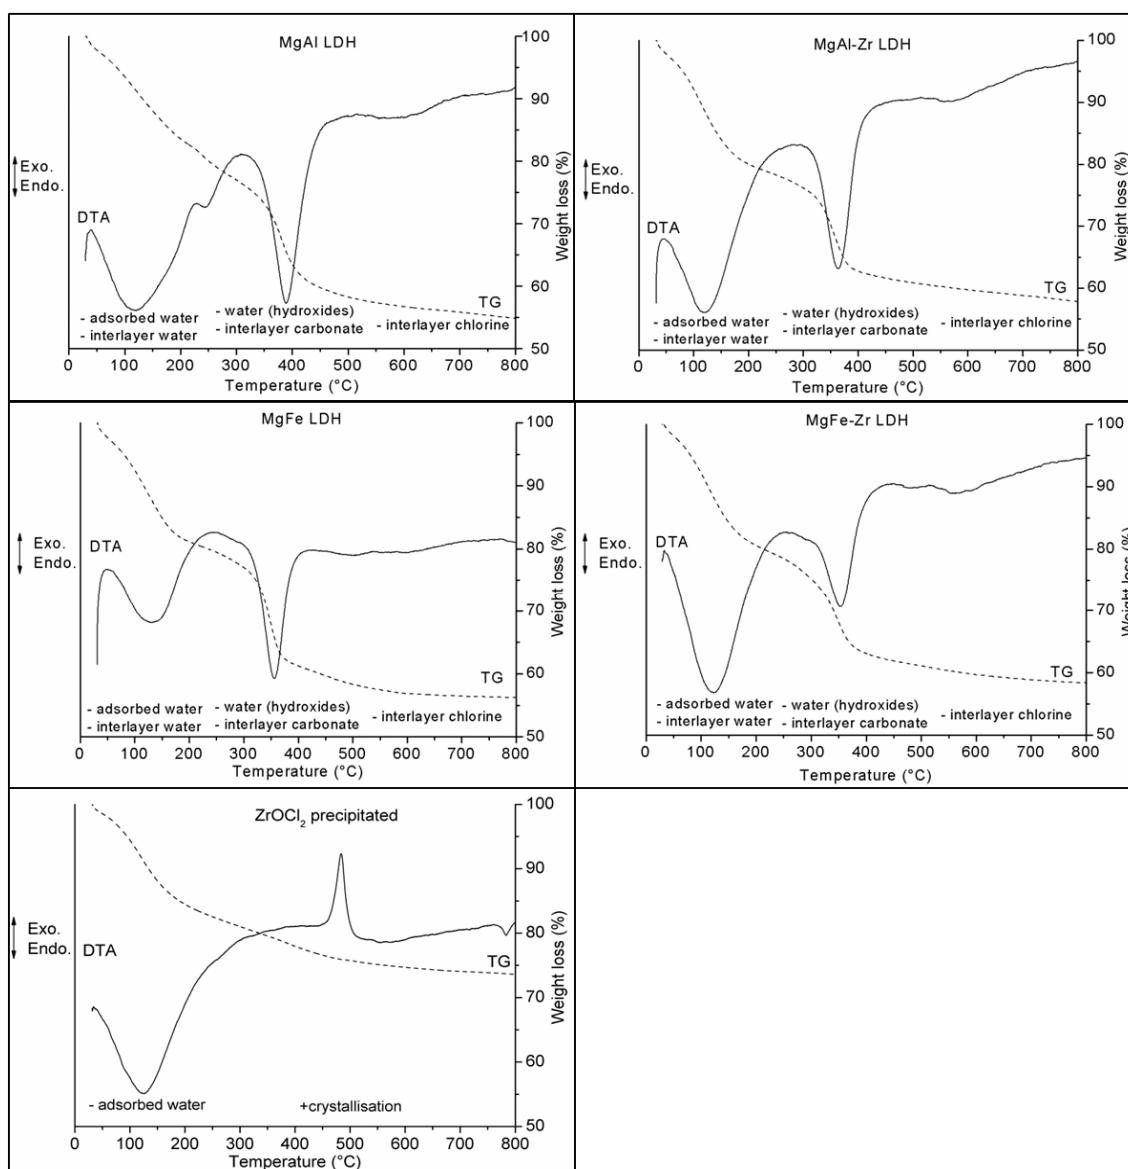 MgAl LDH
100
90
80
70
60
50
Weight loss (%)
Exo.
Endo.
DTA
TG
- adsorbed water
- interlayer water
- water (hydroxides)
- interlayer carbonate
- interlayer chlorine
0 100 200 300 400 500 600 700 800
Temperature (°C)
MgAl-Zr LDH
100
90
80
70
60
50
Weight loss (%)
Exo.
Endo.
DTA
TG
- adsorbed water
- interlayer water
- water (hydroxides)
- interlayer carbonate
- interlayer chlorine
0 100 200 300 400 500 600 700 800
Temperature (°C)
MgFe LDH
100
90
80
70
60
50
Weight loss (%)
Exo.
Endo.
DTA
TG
- adsorbed water
- interlayer water
- water (hydroxides)
- interlayer carbonate
- interlayer chlorine
0 100 200 300 400 500 600 700 800
Temperature (°C)
MgFe-Zr LDH
100
90
80
70
60
50
Weight loss (%)
Exo.
Endo.
DTA
TG
- adsorbed water
- interlayer water
- water (hydroxides)
- interlayer carbonate
- interlayer chlorine
0 100 200 300 400 500 600 700 800
Temperature (°C)
ZrOCl₂ precipitated
100
90
80
70
60
50
Weight loss (%)
Exo.
Endo.
DTA
TG
- adsorbed water
+crystallisation
0 100 200 300 400 500 600 700 800
Temperature (°C)